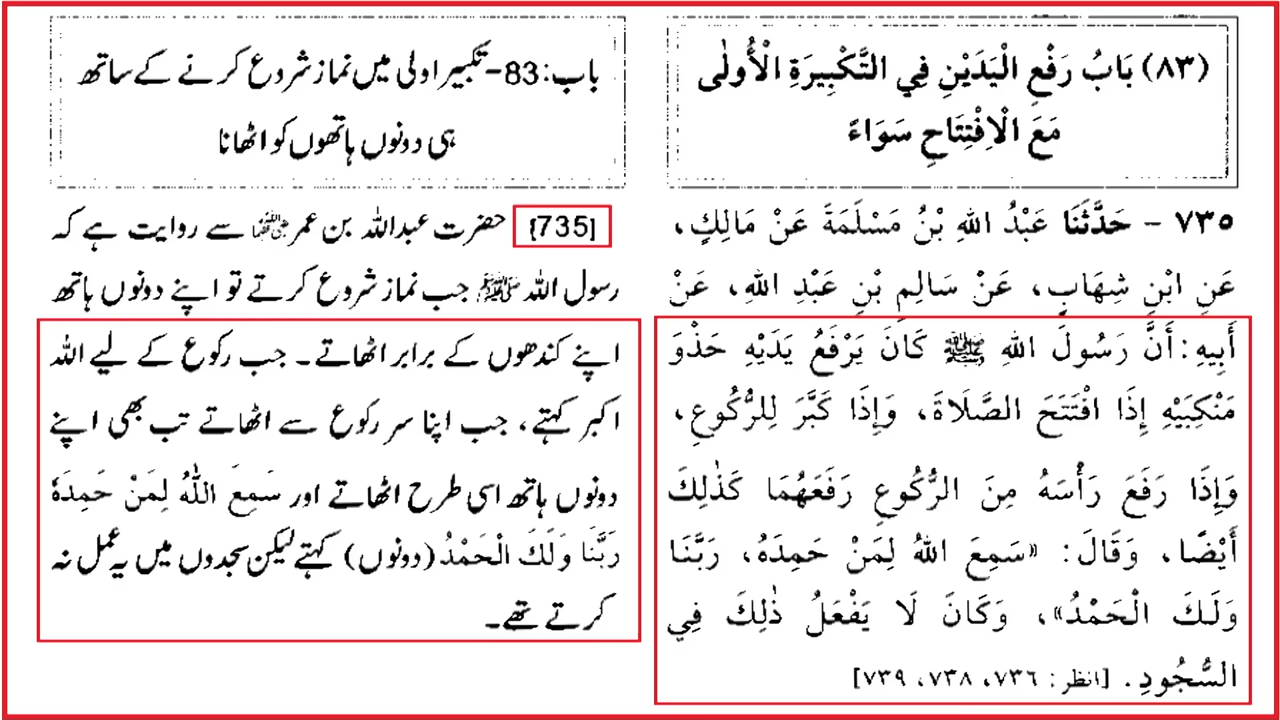 (٨٣) بَابُ رَفْعِ الْيَدَيْنِ فِي التَّكْبِيرَةِ الْأُولٰى
مَعَ الْاِفْتِتَاحِ سَوَاءً
٧٣٥ - حَدَّثَنَا عَبْدُ اللهِ بْنُ مَسْلَمَةَ عَنْ مَالِكٍ،
عَنِ ابْنِ شِهَابٍ، عَنْ سَالِمِ بْنِ عَبْدِ اللهِ، عَنْ
أَبِيهِ: أَنَّ رَسُولَ اللهِ ﷺ كَانَ يَرْفَعُ يَدَيْهِ حَذْوَ
مَنْكِبَيْهِ إِذَا افْتَتَحَ الصَّلَاةَ، وَإِذَا كَبَّرَ لِلرُّكُوعِ،
وَإِذَا رَفَعَ رَأْسَهُ مِنَ الرُّكُوعِ رَفَعَهُمَا كَذٰلِكَ
أَيْضًا، وَقَالَ: «سَمِعَ اللهُ لِمَنْ حَمِدَهُ، رَبَّنَا
وَلَكَ الْحَمْدُ»، وَكَانَ لَا يَفْعَلُ ذٰلِكَ فِي
السُّجُودِ. [انظر: ٧٣٦، ٧٣٨، ٧٣٩]
باب: 83- تکبیر اولی میں نماز شروع کرنے کے ساتھ
ہی دونوں ہاتھوں کو اٹھانا
[735] حضرت عبداللہ بن عمر رضی اللہ عنہما سے روایت ہے کہ
رسول اللہ ﷺ جب نماز شروع کرتے تو اپنے دونوں ہاتھ
اپنے کندھوں کے برابر اٹھاتے۔ جب رکوع کے لیے اللہ
اکبر کہتے، جب اپنا سر رکوع سے اٹھاتے تب بھی اپنے
دونوں ہاتھ اسی طرح اٹھاتے اور سَمِعَ اللّٰهُ لِمَنْ حَمِدَهٗ
رَبَّنَا وَلَكَ الْحَمْدُ (دونوں) کہتے لیکن سجدوں میں یہ عمل نہ
کرتے تھے۔